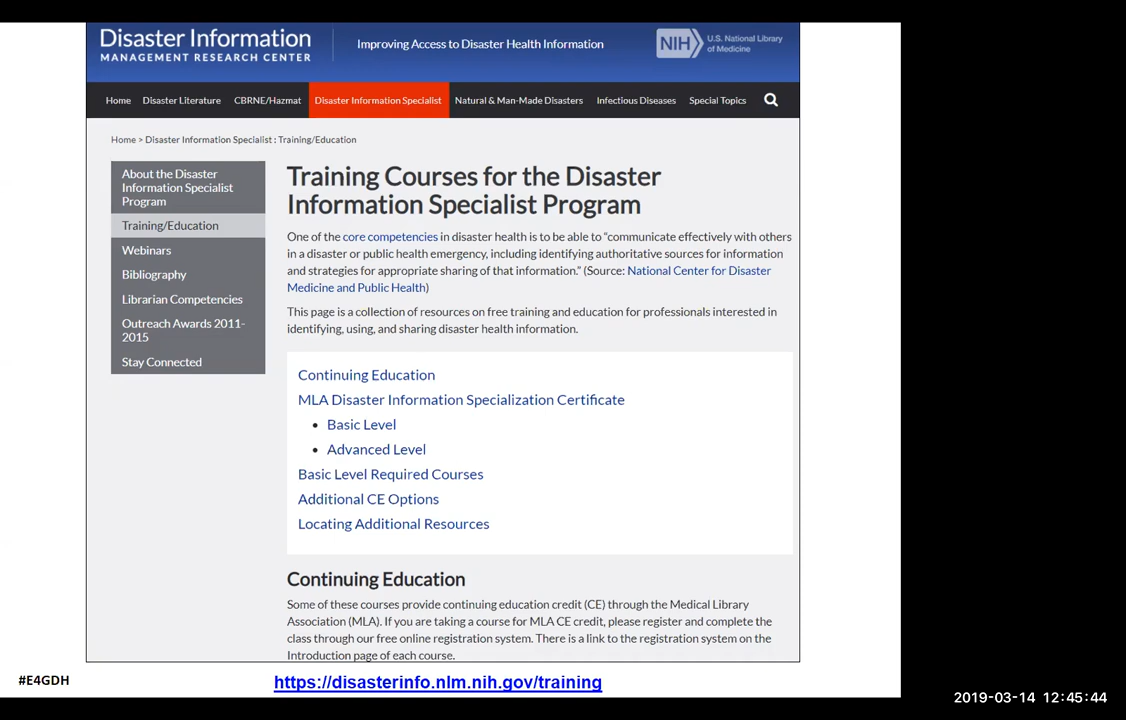 Disaster Information
MANAGEMENT RESEARCH CENTER
Improving Access to Disaster Health Information
NIH
U.S. National Library
of Medicine
Home Disaster Literature CBRNE/Hazmat Disaster Information Specialist Natural & Man-Made Disasters Infectious Diseases Special Topics
Home > Disaster Information Specialist : Training/Education
About the Disaster
Information Specialist
Program
Training/Education
Webinars
Bibliography
Librarian Competencies
Outreach Awards 2011-
2015
Stay Connected
Training Courses for the Disaster
Information Specialist Program
One of the core competencies in disaster health is to be able to “communicate effectively with others
in a disaster or public health emergency, including identifying authoritative sources for information
and strategies for appropriate sharing of that information.” (Source: National Center for Disaster
Medicine and Public Health)
This page is a collection of resources on free training and education for professionals interested in
identifying, using, and sharing disaster health information.
Continuing Education
MLA Disaster Information Specialization Certificate
• Basic Level
• Advanced Level
Basic Level Required Courses
Additional CE Options
Locating Additional Resources
Continuing Education
Some of these courses provide continuing education credit (CE) through the Medical Library
Association (MLA). If you are taking a course for MLA CE credit, please register and complete the
class through our free online registration system. There is a link to the registration system on the
Introduction page of each course.
#E4GDH
https://disasterinfo.nlm.nih.gov/training
2019-03-14 12:45:44